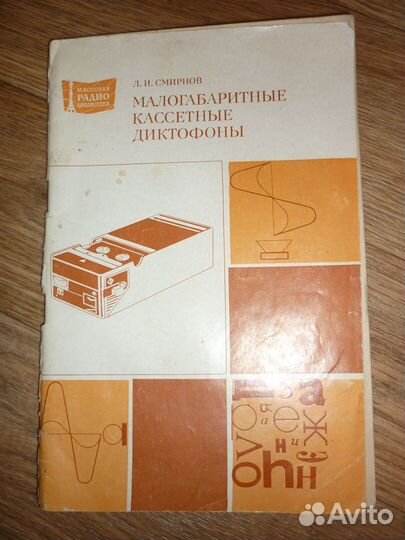 МАССОВАЯ
РАДИО
БИБЛИОТЕКА
Л. И. СМИРНОВ
МАЛОГАБАРИТНЫЕ
КАССЕТНЫЕ
ДИКТОФОНЫ
Avito